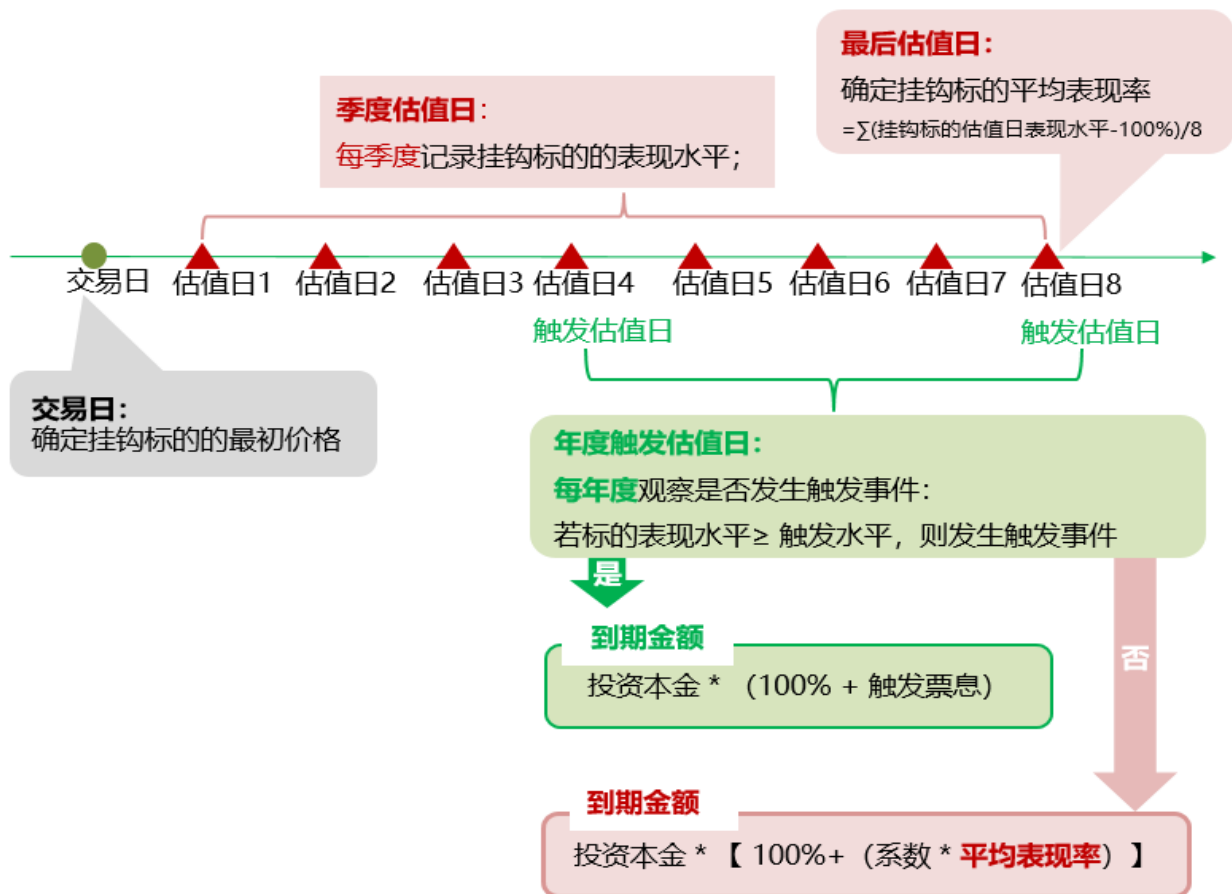 最后估值日：
确定挂钩标的平均表现率
=∑(挂钩标的估值日表现水平-100%)/8
季度估值日：
每季度记录挂钩标的的表现水平；
交易日
估值日1
估值日2
估值日3
估值日4
估值日5
估值日6
估值日7
估值日8
触发估值日
触发估值日
交易日：
确定挂钩标的的最初价格
年度触发估值日：
每年度观察是否发生触发事件：
若标的表现水平≥ 触发水平，则发生触发事件
是
否
到期金额
投资本金 * （100% + 触发票息）
到期金额
投资本金 * 【 100%+（系数 * 平均表现率）】